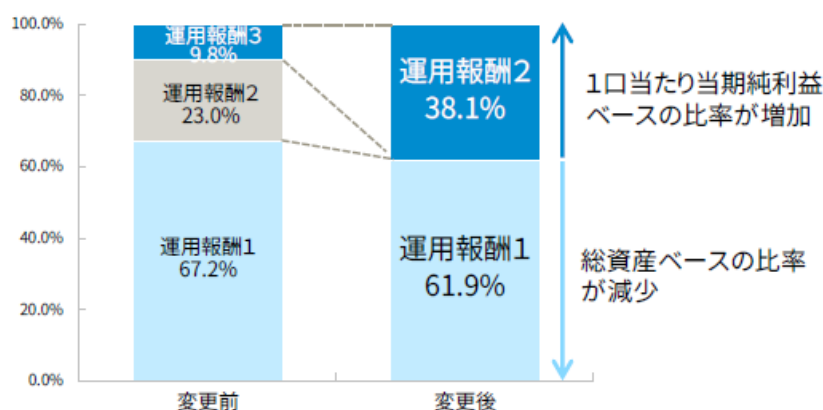 100.0%
80.0%
60.0%
40.0%
20.0%
0.0%
運用報酬3
9.8%
運用報酬2
23.0%
運用報酬1
67.2%
変更前
運用報酬2
38.1%
運用報酬1
61.9%
変更後
1口当たり当期純利益
ベースの比率が増加
総資産ベースの比率
が減少